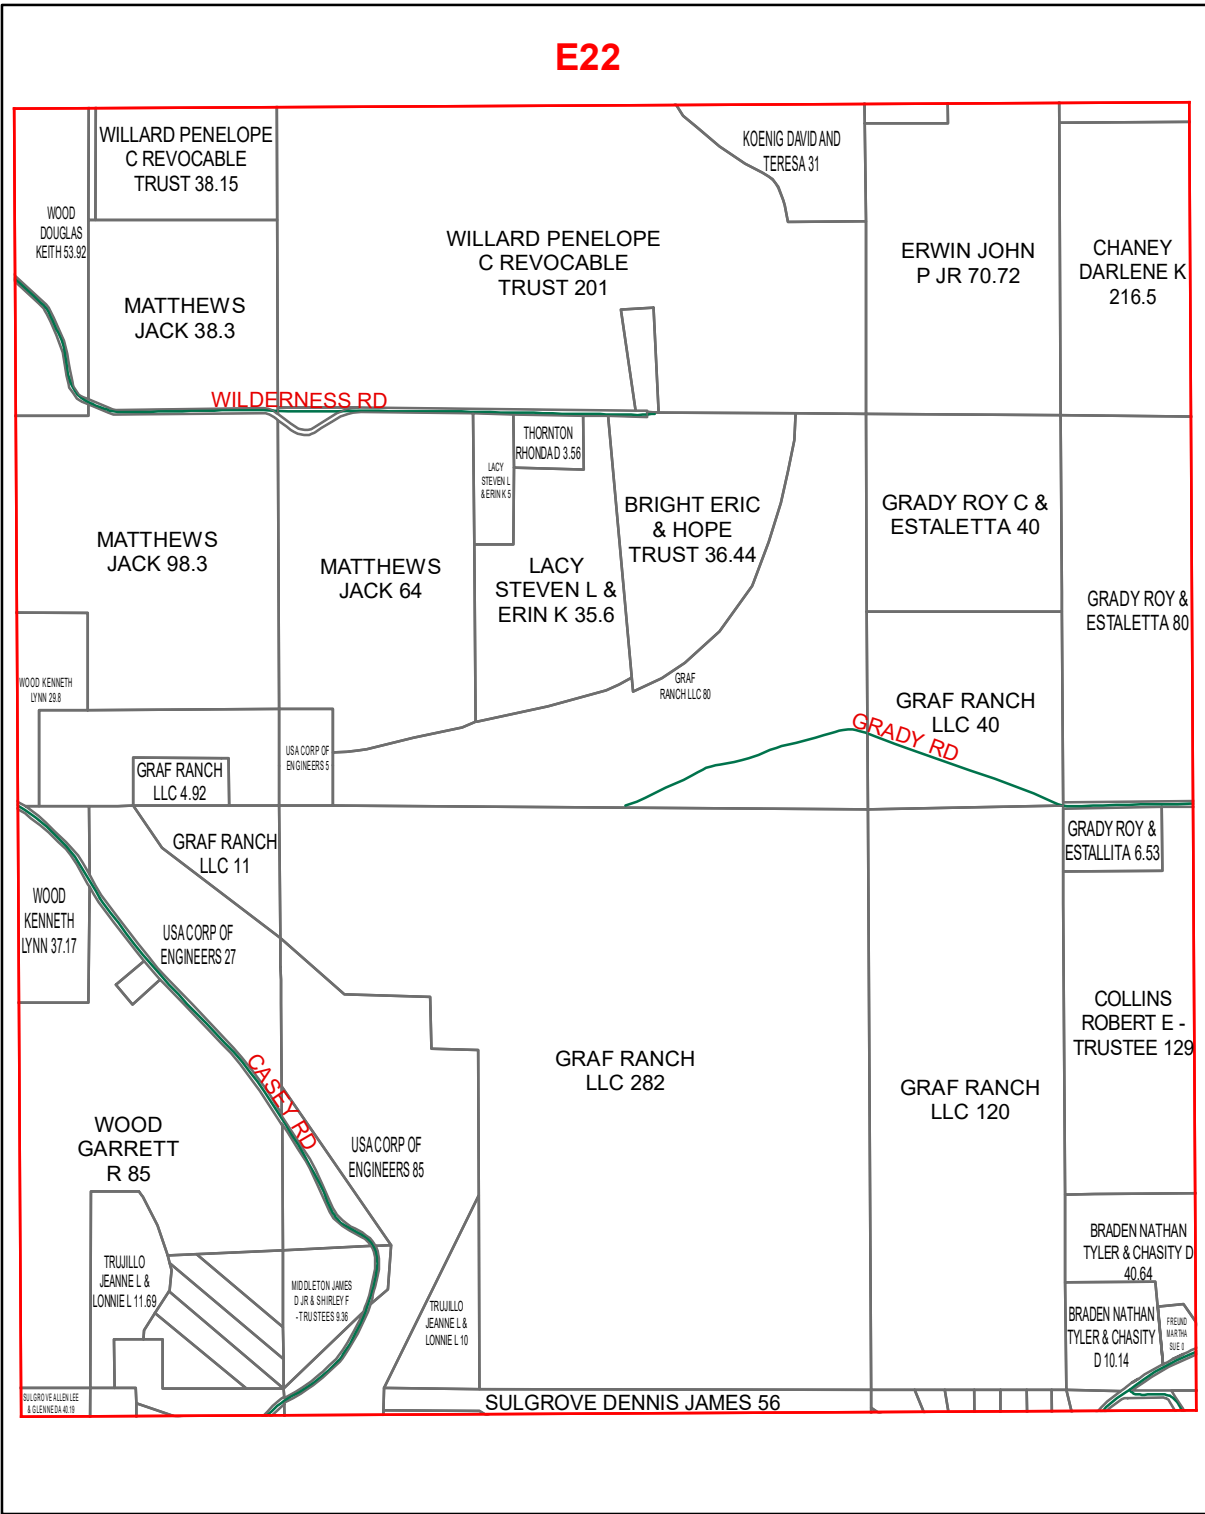 E22
WILLARD PENELOPE
C REVOCABLE
TRUST 38.15
KOENIG DAVID AND
TERESA 31
WOOD
DOUGLAS
KEITH 53.92
WILLARD PENELOPE
C REVOCABLE
TRUST 201
ERWIN JOHN
P JR 70.72
CHANEY
DARLENE K
216.5
MATTHEWS
JACK 38.3
WILDERNESS RD
THORNTON
RHONDA D 3.56
LACY
STEVEN L
& ERIN K 5
BRIGHT ERIC
& HOPE
TRUST 36.44
GRADY ROY C &
ESTALETTA 40
MATTHEWS
JACK 98.3
MATTHEWS
JACK 64
LACY
STEVEN L &
ERIN K 35.6
GRADY ROY &
ESTALETTA 80
WOOD KENNETH
LYNN 29.8
GRAF
RANCH LLC 80
GRAF RANCH
LLC 40
GRADY RD
USA CORP OF
ENGINEERS 5
GRAF RANCH
LLC 4.92
GRAF RANCH
LLC 11
GRADY ROY &
ESTALLITA 6.53
WOOD
KENNETH
LYNN 37.17
USA CORP OF
ENGINEERS 27
COLLINS
ROBERT E -
TRUSTEE 129
GRAF RANCH
LLC 282
GRAF RANCH
LLC 120
CASEY RD
WOOD
GARRETT
R 85
USA CORP OF
ENGINEERS 85
BRADEN NATHAN
TYLER & CHASITY D
40.64
TRUJILLO
JEANNE L &
LONNIE L 11.69
MIDDLETON JAMES
D JR & SHIRLEY F
- TRUSTEES 9.36
TRUJILLO
JEANNE L &
LONNIE L 10
BRADEN NATHAN
TYLER & CHASITY
D 10.14
FREUND
MARTHA
SUE 0
SULGROVE ALLEN LEE
& GLENNEDA 40.19
SULGROVE DENNIS JAMES 56